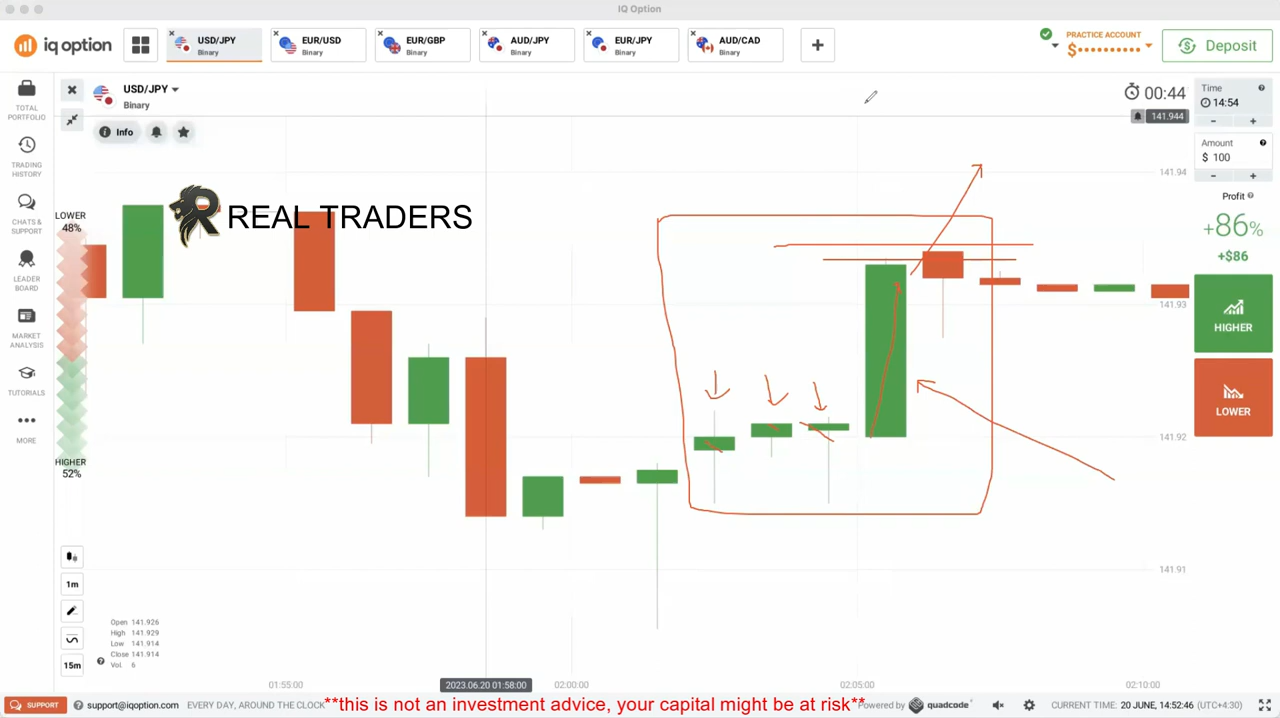 IQ Option
iq option
USD/JPY
Binary
EUR/USD
Binary
EUR/GBP
Binary
AUD/JPY
Binary
EUR/JPY
Binary
AUD/CAD
Binary
PRACTICE ACCOUNT
Deposit
TOTAL
PORTFOLIO
TRADING
HISTORY
CHATS &
SUPPORT
LEADER
BOARD
MARKET
ANALYSIS
TUTORIALS
MORE
USD/JPY
Binary
Info
REAL TRADERS
LOWER
48%
HIGHER
52%
00:44
141.944
141.94
141.93
141.92
141.91
Time
14:54
- +
Amount
$ 100
- +
Profit
+86%
+$86
HIGHER
LOWER
1m
15m
Open 141.926
High 141.929
Low 141.914
Close 141.914
Vol. 6
01:55:00
2023.06.20 01:58:00
02:00:00
02:05:00
02:10:00
SUPPORT
support@iqoption.com
EVERY DAY, AROUND THE CLOCK
**this is not an investment advice, your capital might be at risk**
Powered by quadcode
CURRENT TIME: 20 JUNE, 14:52:46 (UTC+4:30)